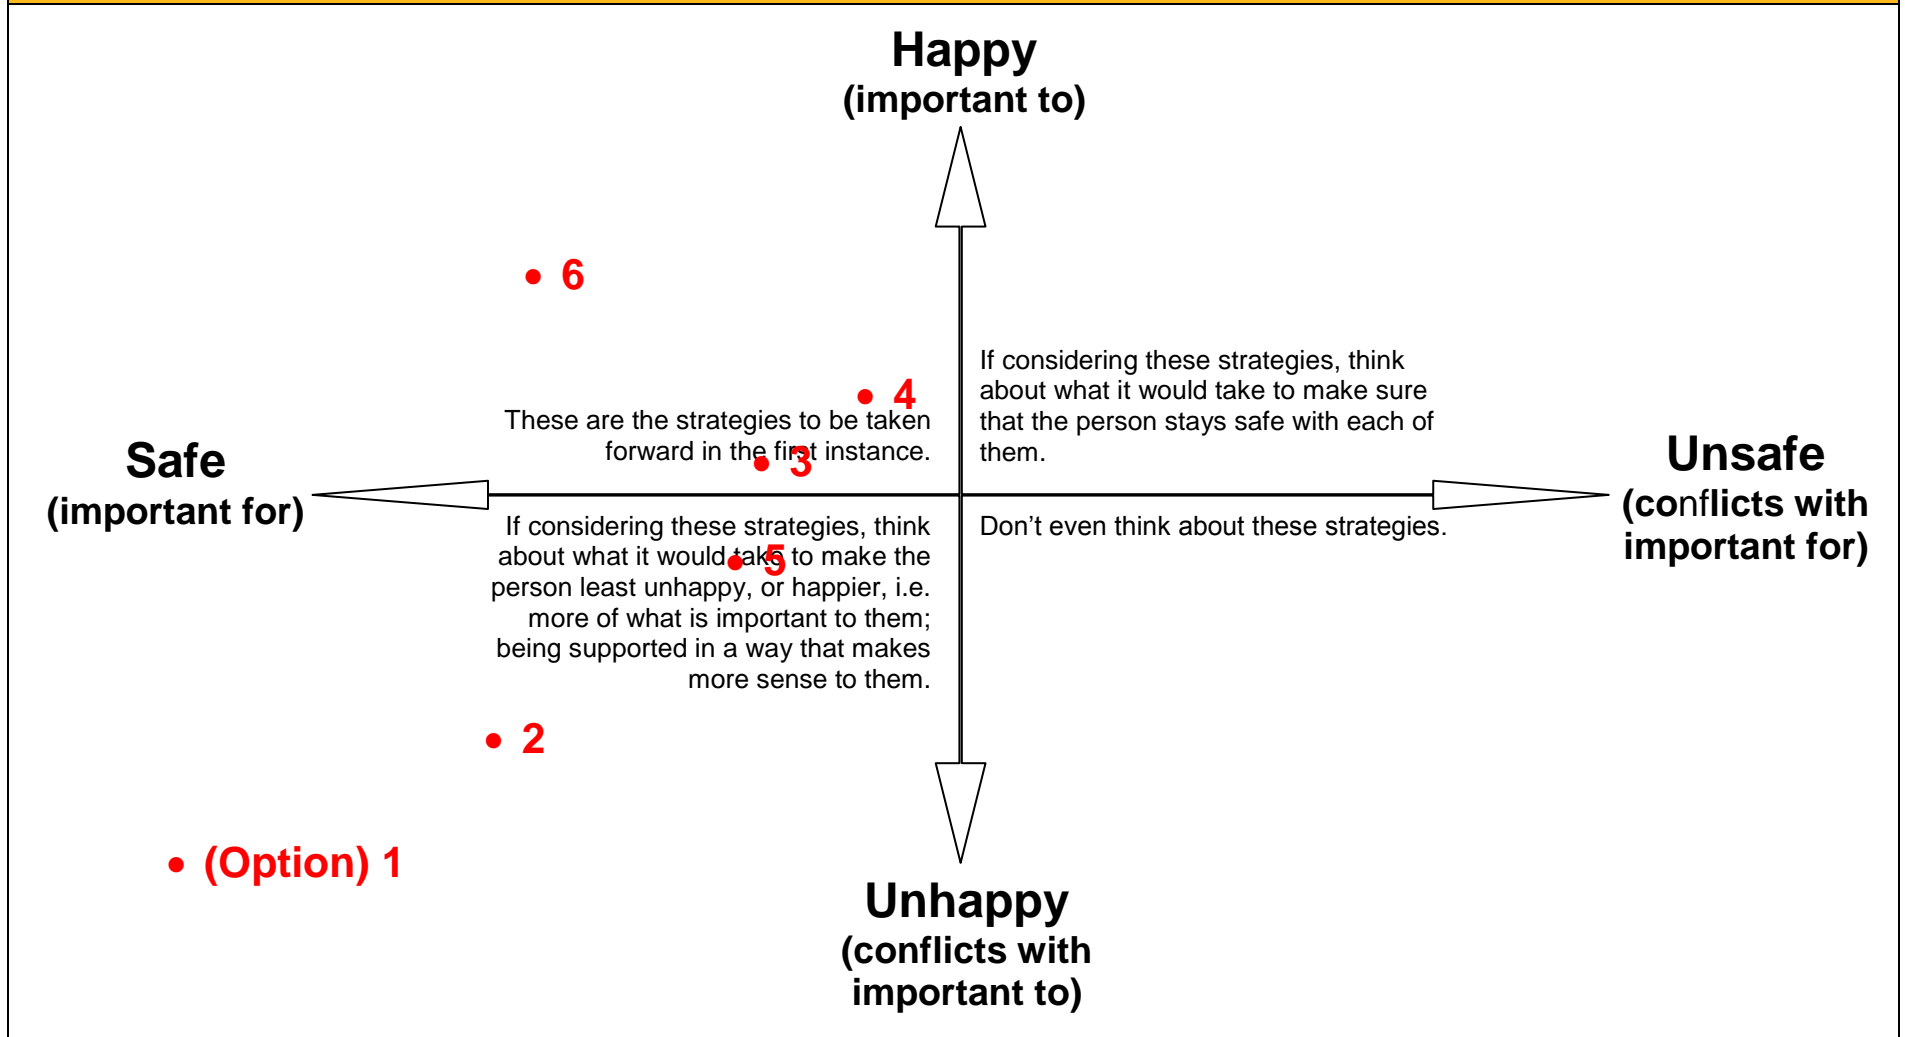 Happy
(important to)
• 6
If considering these strategies, think
about what it would take to make sure
that the person stays safe with each of
them.
• 4
These are the strategies to be taken
forward in the first instance.
• 3
Safe
(important for)
Unsafe
(conflicts with
important for)
If considering these strategies, think
about what it would take to make the
person least unhappy, or happier, i.e.
more of what is important to them;
being supported in a way that makes
more sense to them.
• 5
Don’t even think about these strategies.
• 2
• (Option) 1
Unhappy
(conflicts with
important to)